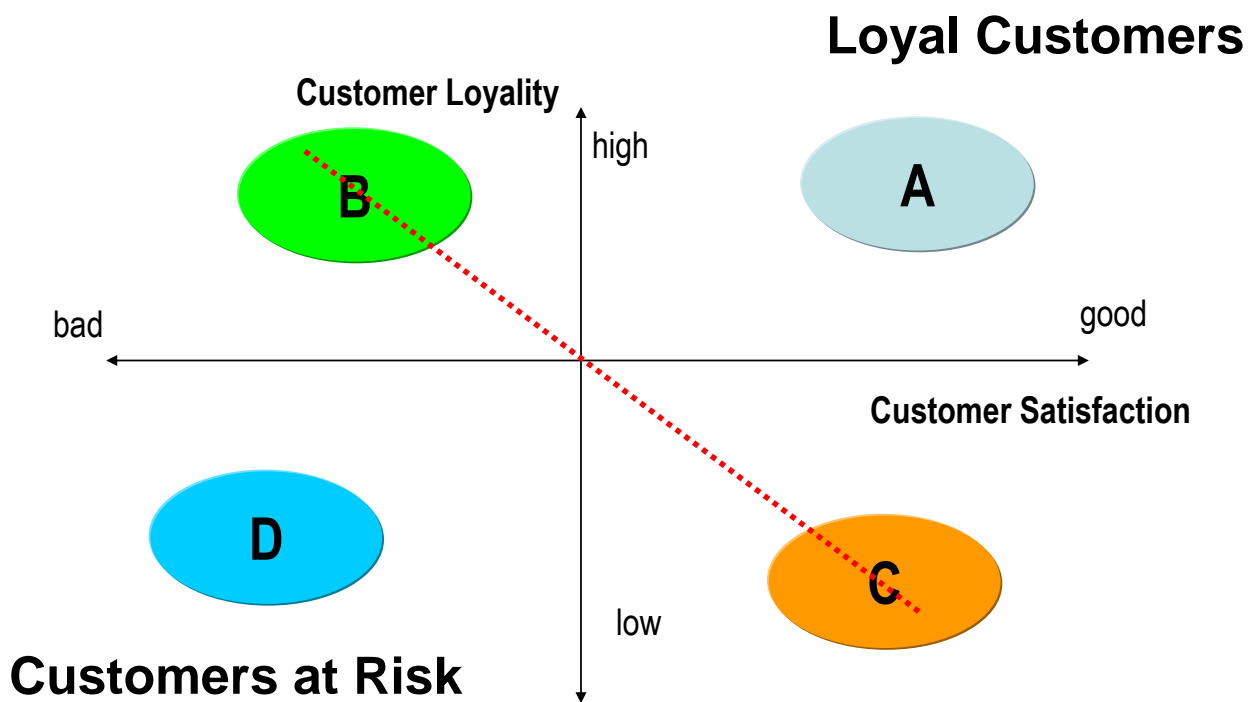 Loyal Customers
Customer Loyality
high
B
A
bad
good
Customer Satisfaction
D
C
low
Customers at Risk